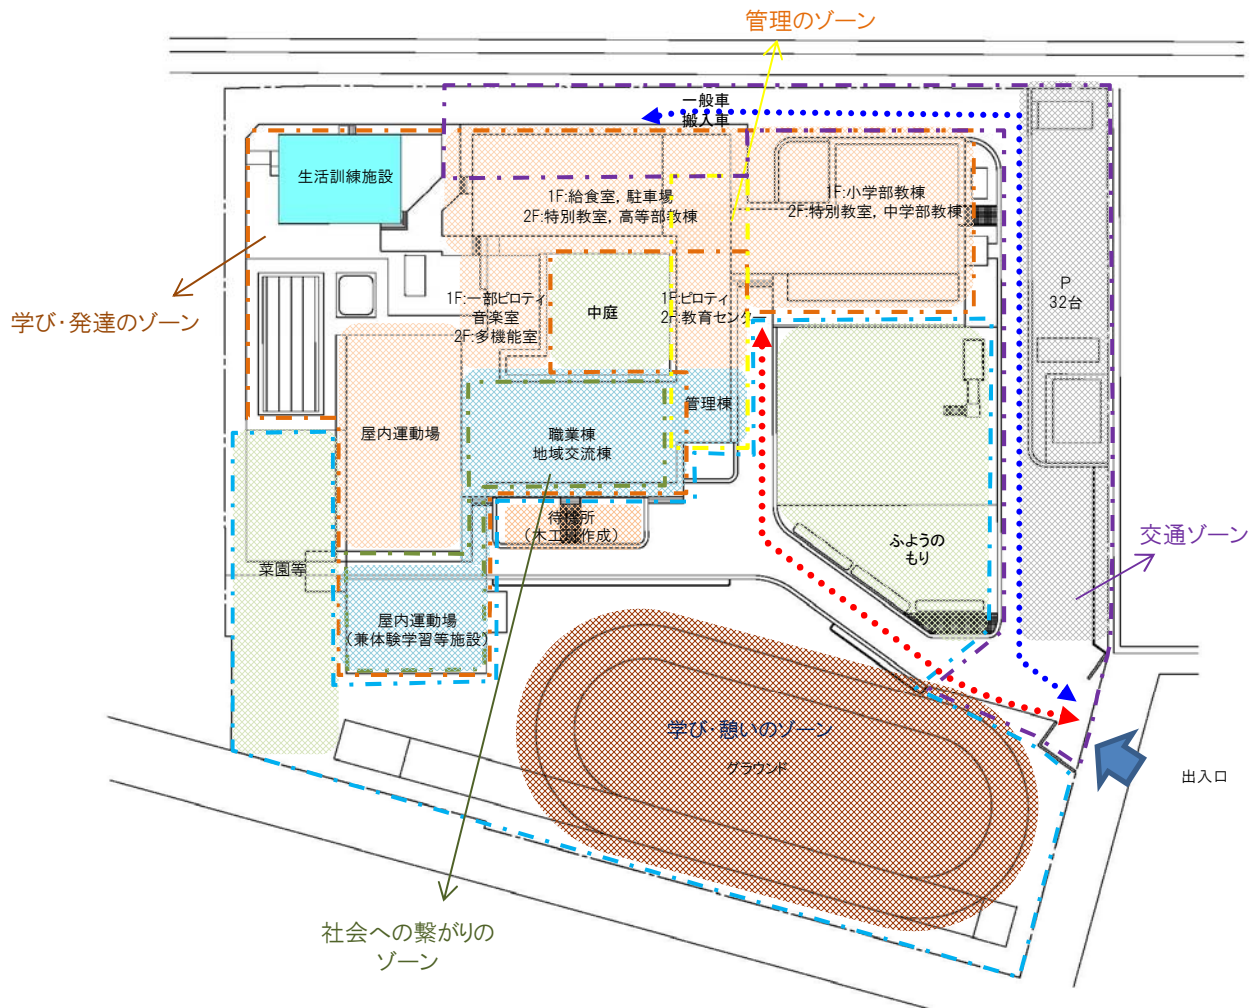 管理のゾーン
一般車
搬入車
生活訓練施設
1F:給食室, 駐車場
2F:特別教室, 高等部教棟
1F:小学部教棟
2F:特別教室, 中学部教棟
P
32台
学び・発達のゾーン
1F:一部ピロティ
音楽室
2F:多機能室
中庭
1F:ピロティ
2F:教育センター
管理棟
屋内運動場
職業棟
地域交流棟
待機所
ふようの
もり
交通ゾーン
菜園等
屋内運動場
(兼体験学習等施設)
学び・憩いのゾーン
グラウンド
出入口
社会への繋がりの
ゾーン